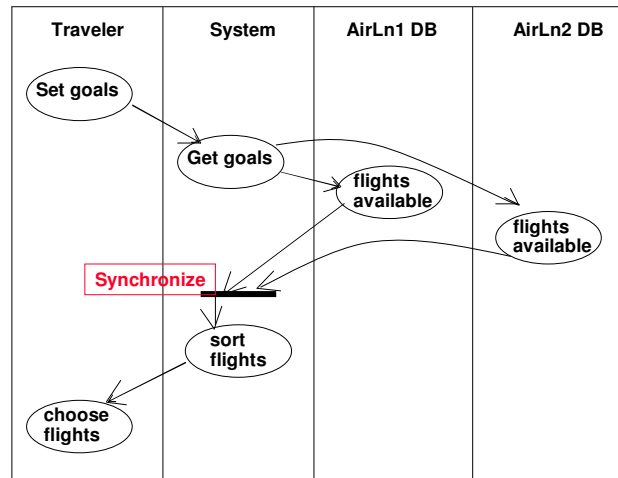 Traveler System AirLn1 DB AirLn2 DB
Set goals
Get goals
flights
available
flights
available
Synchronize
sort
flights
choose
flights